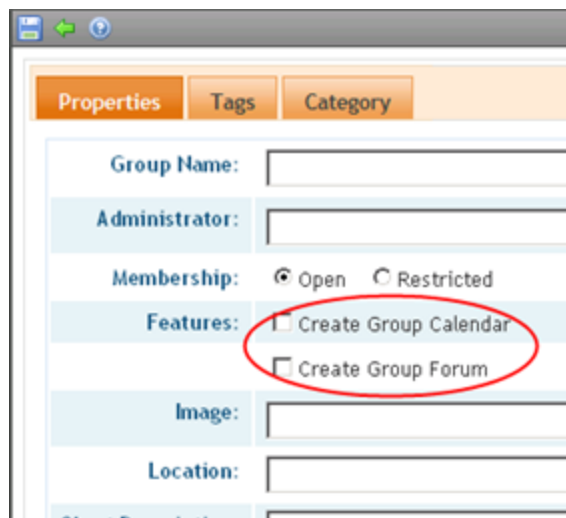 Properties Tags Category
Group Name:
Administrator:
Membership: Open Restricted
Features: Create Group Calendar
Create Group Forum
Image:
Location: